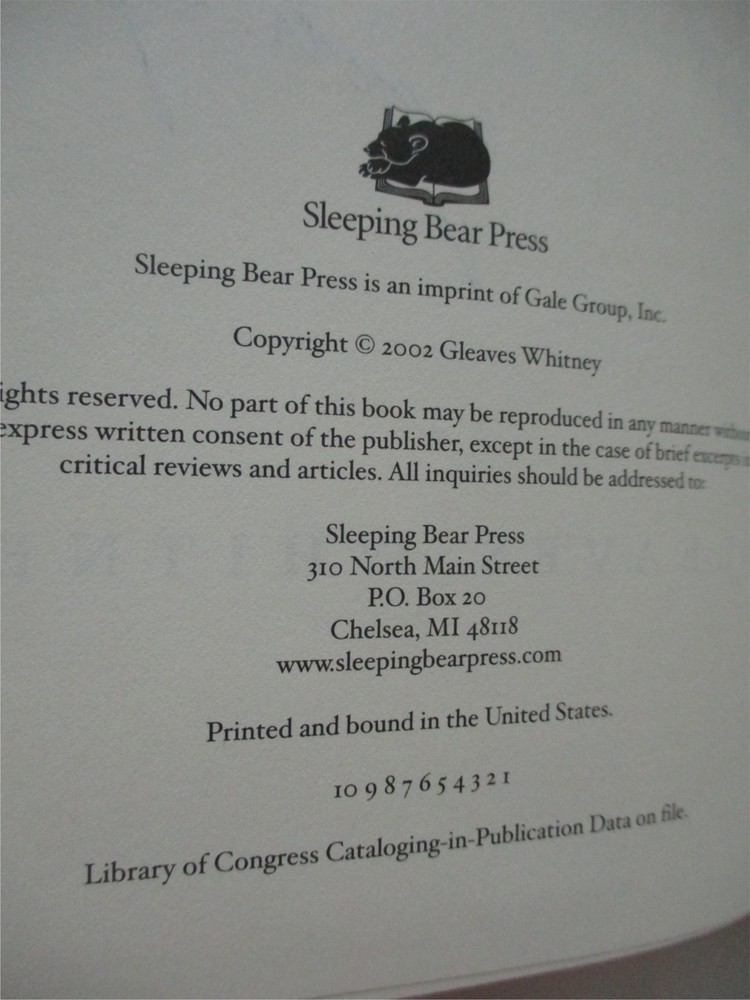 Sleeping Bear Press
Sleeping Bear Press is an imprint of Gale Group, Inc.
Copyright © 2002 Gleaves Whitney
ights reserved. No part of this book may be reproduced in any manner without
express written consent of the publisher, except in the case of brief excerpts
critical reviews and articles. All inquiries should be addressed to:
Sleeping Bear Press
310 North Main Street
P.O. Box 20
Chelsea, MI 48118
www.sleepingbearpress.com
Printed and bound in the United States.
10 9 8 7 6 5 4 3 2 1
Library of Congress Cataloging-in-Publication Data on file.